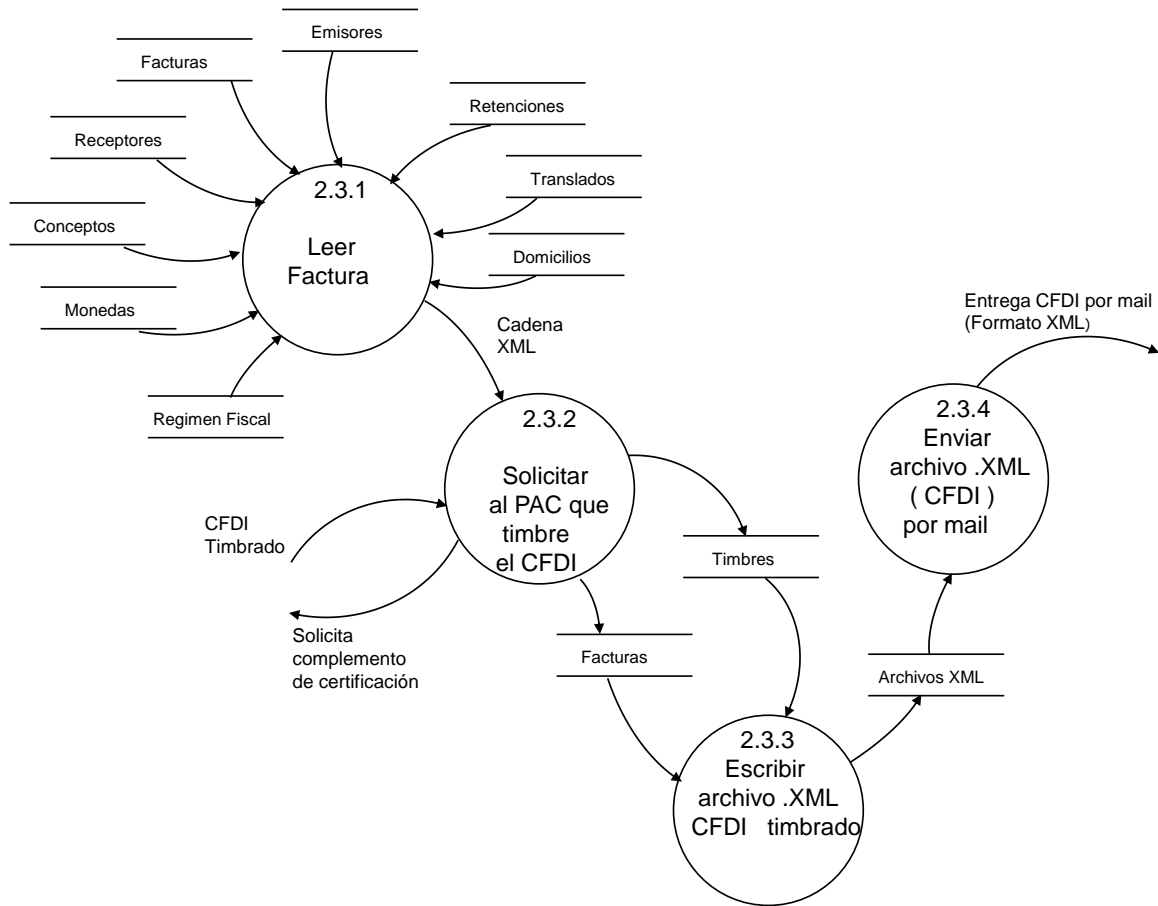 Emisores
Facturas
Retenciones
Receptores
Translados
Conceptos
Domicilios
Monedas
Regimen Fiscal
2.3.1
Leer
Factura
Cadena
XML
2.3.2
Solicitar
al PAC que
timbre
el CFDI
CFDI
Timbrado
Solicita
complemento
de certificación
Timbres
Facturas
2.3.3
Escribir
archivo .XML
CFDI timbrado
Archivos XML
2.3.4
Enviar
archivo .XML
( CFDI )
por mail
Entrega CFDI por mail
(Formato XML)